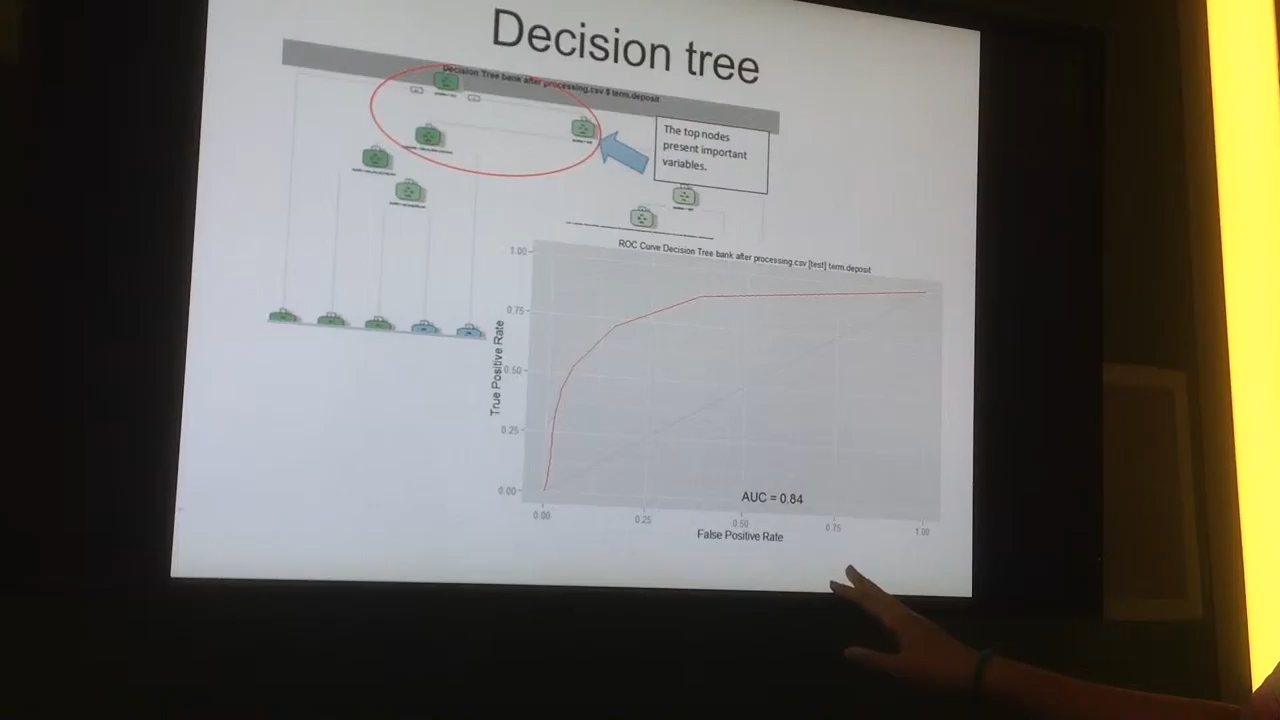 Decision tree
Decision Tree bank after processing.csv $ term.deposit
The top nodes
present important
variables.
ROC Curve Decision Tree bank after processing.csv [test] term.deposit
1.00
0.75
0.50
0.25
0.00
True Positive Rate
AUC = 0.84
0.00
0.25
0.50
0.75
1.00
False Positive Rate